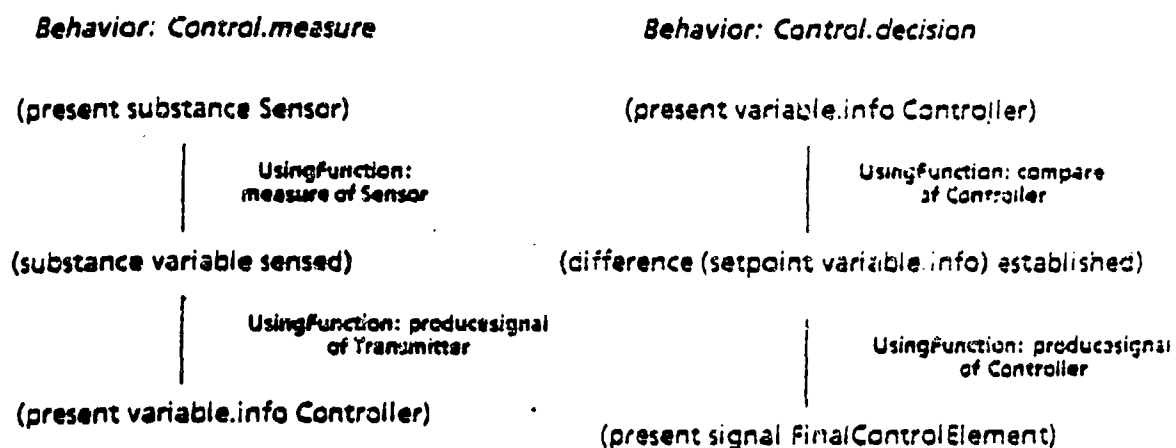 Behavior: Control.measure
(present substance Sensor)
UsingFunction:
measure of Sensor
(substance variable sensed)
UsingFunction: producesignal
of Transmitter
(present variable.info Controller)
Behavior: Control.decision
(present variable.info Controller)
UsingFunction: compare
of Controller
(difference (setpoint variable.info) established)
UsingFunction: producesignal
of Controller
(present signal FinalControlElement)